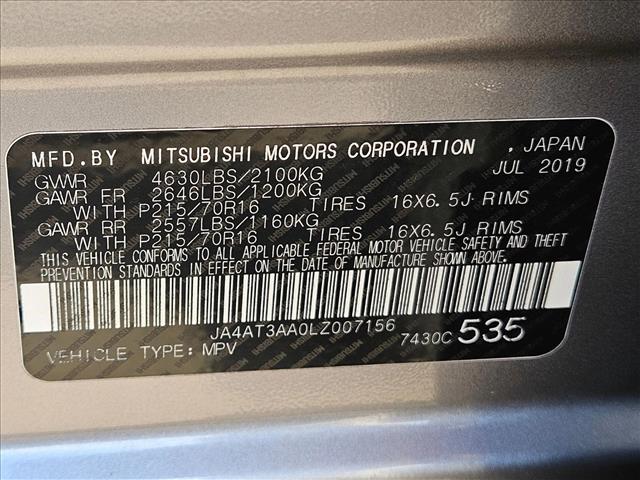 MFD.BY MITSUBISHI MOTORS CORPORATION , JAPAN
GVWR 4630LBS/2100KG JUL 2019
GAWR FR 2646LBS/1200KG
WITH P215/70R16 TIRES 16X6.5J RIMS
GAWR RR 2557LBS/1160KG
WITH P215/70R16 TIRES 16X6.5J RIMS
THIS VEHICLE CONFORMS TO ALL APPLICABLE FEDERAL MOTOR VEHICLE SAFETY AND THEFT
PREVENTION STANDARDS IN EFFECT ON THE DATE OF MANUFACTURE SHOWN ABOVE.
JA4AT3AA0LZ007156 7430C 535
VEHICLE TYPE: MPV